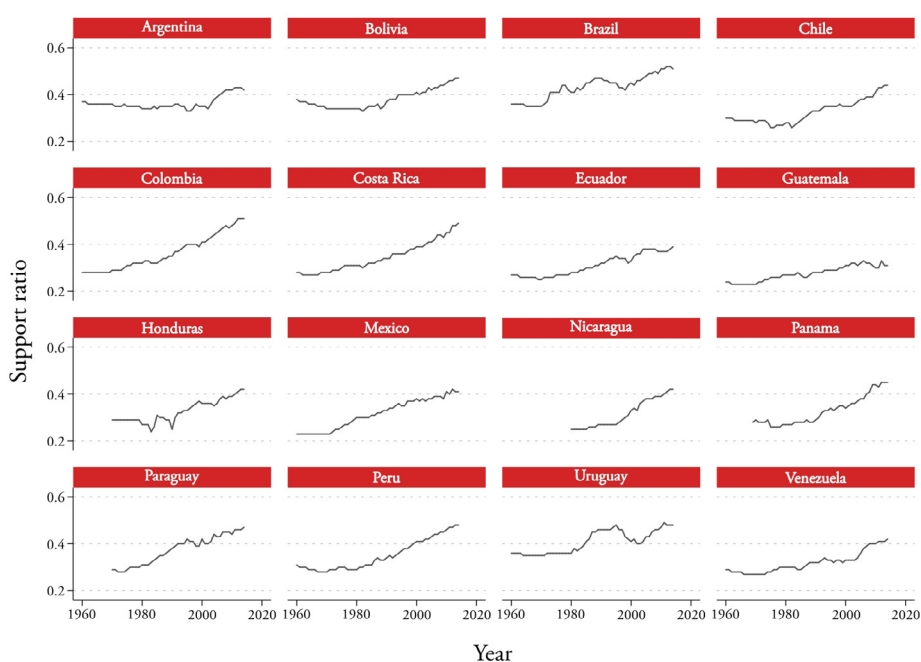 Argentina Bolivia Brazil Chile
0.6
0.4
0.2
Colombia Costa Rica Ecuador Guatemala
0.6
0.4
0.2
Support ratio
Honduras Mexico Nicaragua Panama
0.6
0.4
0.2
Paraguay Peru Uruguay Venezuela
0.6
0.4
0.2
1960 1980 2000 2020 1960 1980 2000 2020 1960 1980 2000 2020 1960 1980 2000 2020
Year